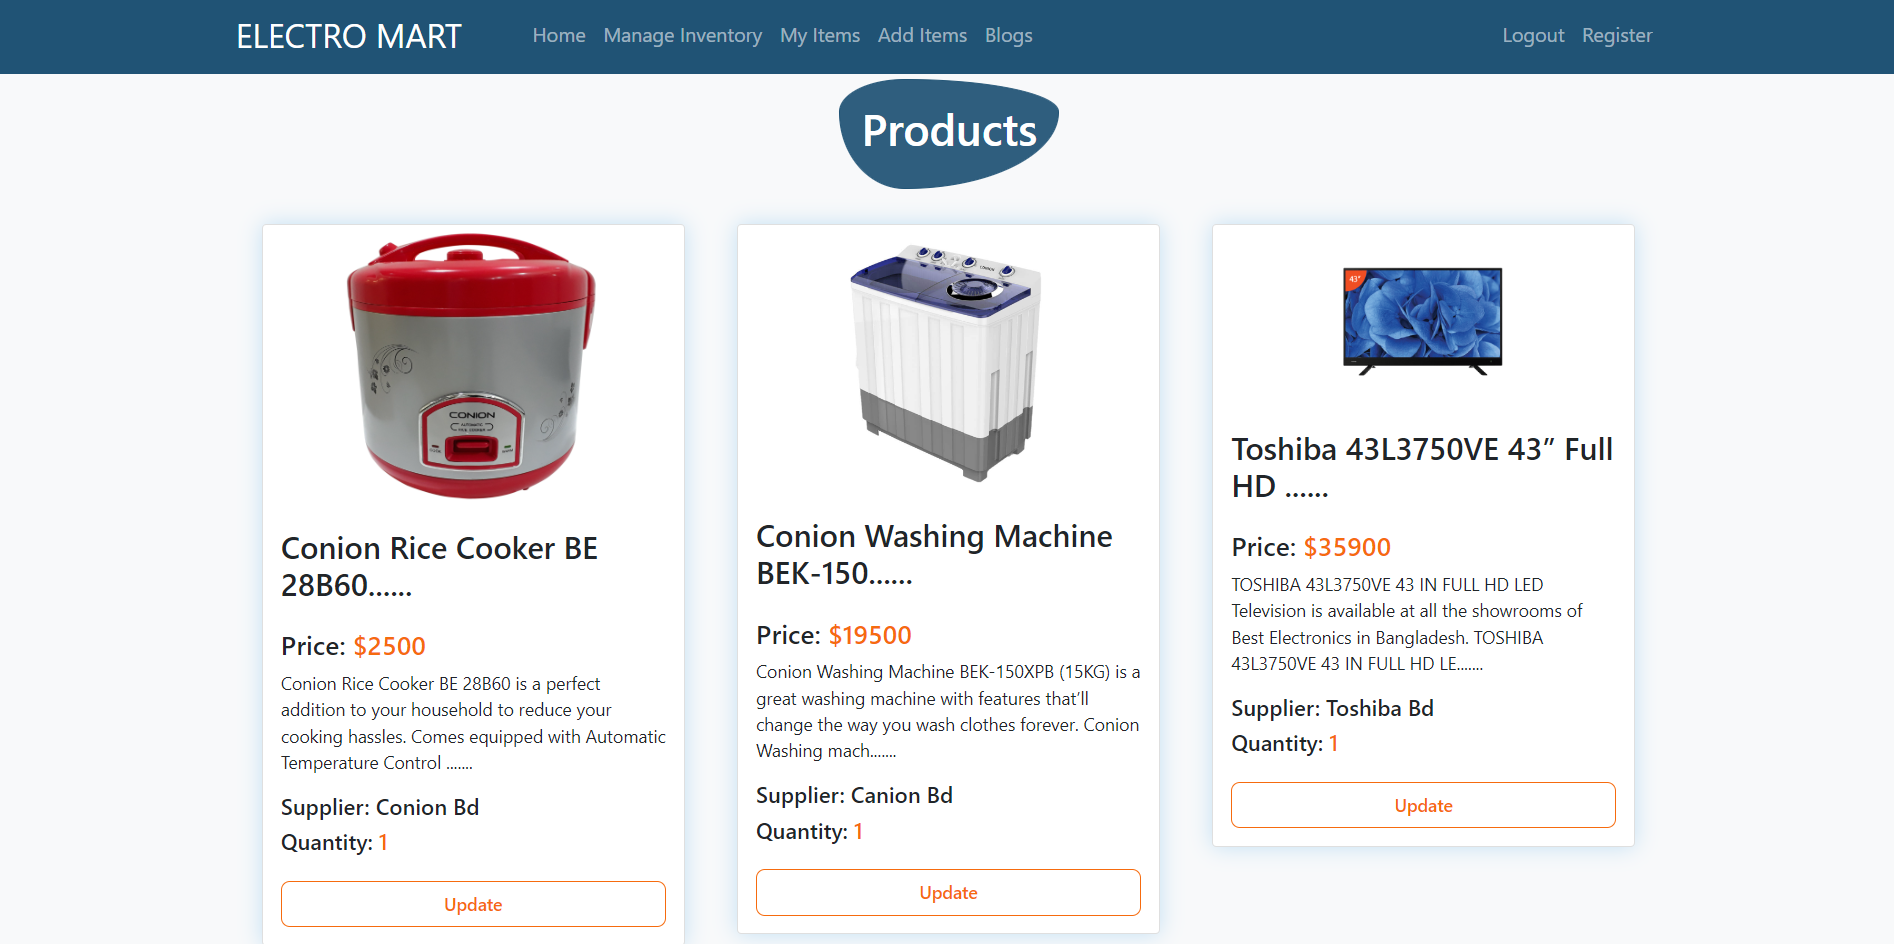 ELECTRO MART
Home Manage Inventory My Items Add Items Blogs
Logout Register
Products
CONION
AUTOMATIC
RICE COOKER
Conion Rice Cooker BE
28B60......
Price: $2500
Conion Rice Cooker BE 28B60 is a perfect
addition to your household to reduce your
cooking hassles. Comes equipped with Automatic
Temperature Control .......
Supplier: Conion Bd
Quantity: 1
Update
CONION
Conion Washing Machine
BEK-150......
Price: $19500
Conion Washing Machine BEK-150XPB (15KG) is a
great washing machine with features that’ll
change the way you wash clothes forever. Conion
Washing mach.......
Supplier: Canion Bd
Quantity: 1
Update
43"
Toshiba 43L3750VE 43” Full
HD ......
Price: $35900
TOSHIBA 43L3750VE 43 IN FULL HD LED
Television is available at all the showrooms of
Best Electronics in Bangladesh. TOSHIBA
43L3750VE 43 IN FULL HD LE.......
Supplier: Toshiba Bd
Quantity: 1
Update